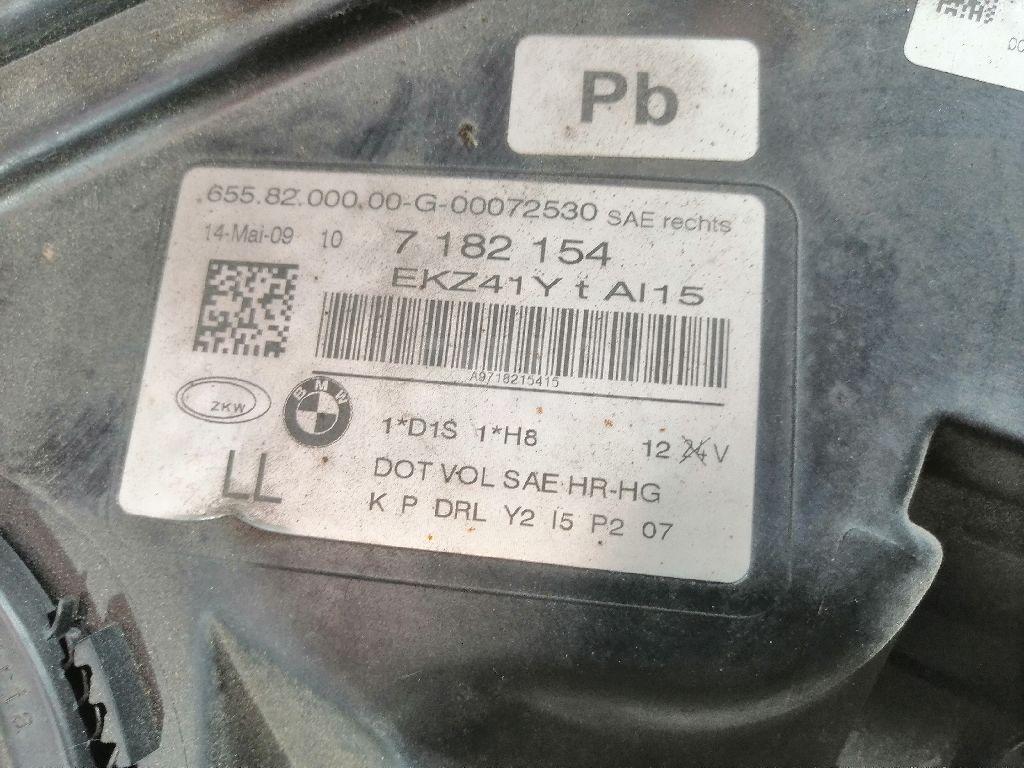 Pb
655.82.000.00-G-00072530 SAE rechts
14-Mai-09 10 7 182 154
EKZ41Y t AI15
A9718215415
ZKW
BMW
1*D1S 1*H8 12 24 V
LL
DOT VOL SAE HR-HG
K P DRL Y2 I5 P2 07